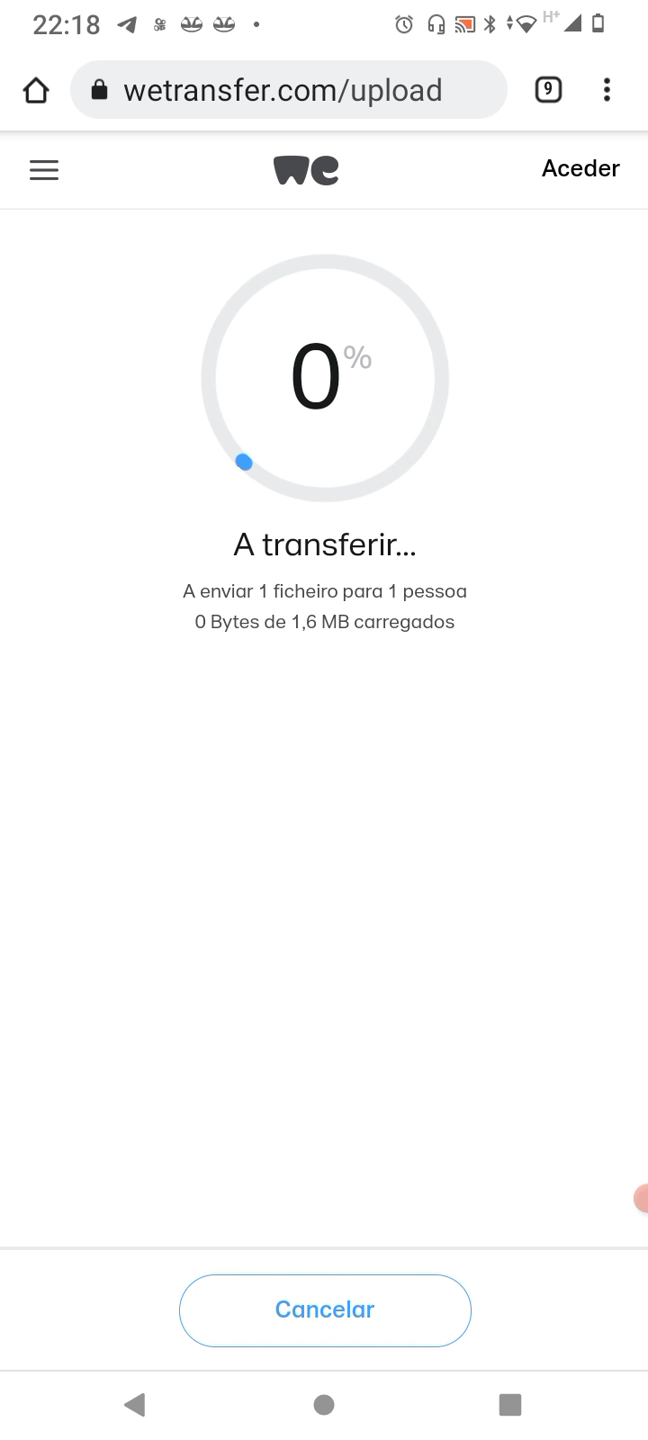 22:18
H+
wetransfer.com/upload
9
we
Aceder
0%
A transferir...
A enviar 1 ficheiro para 1 pessoa
0 Bytes de 1,6 MB carregados
Cancelar